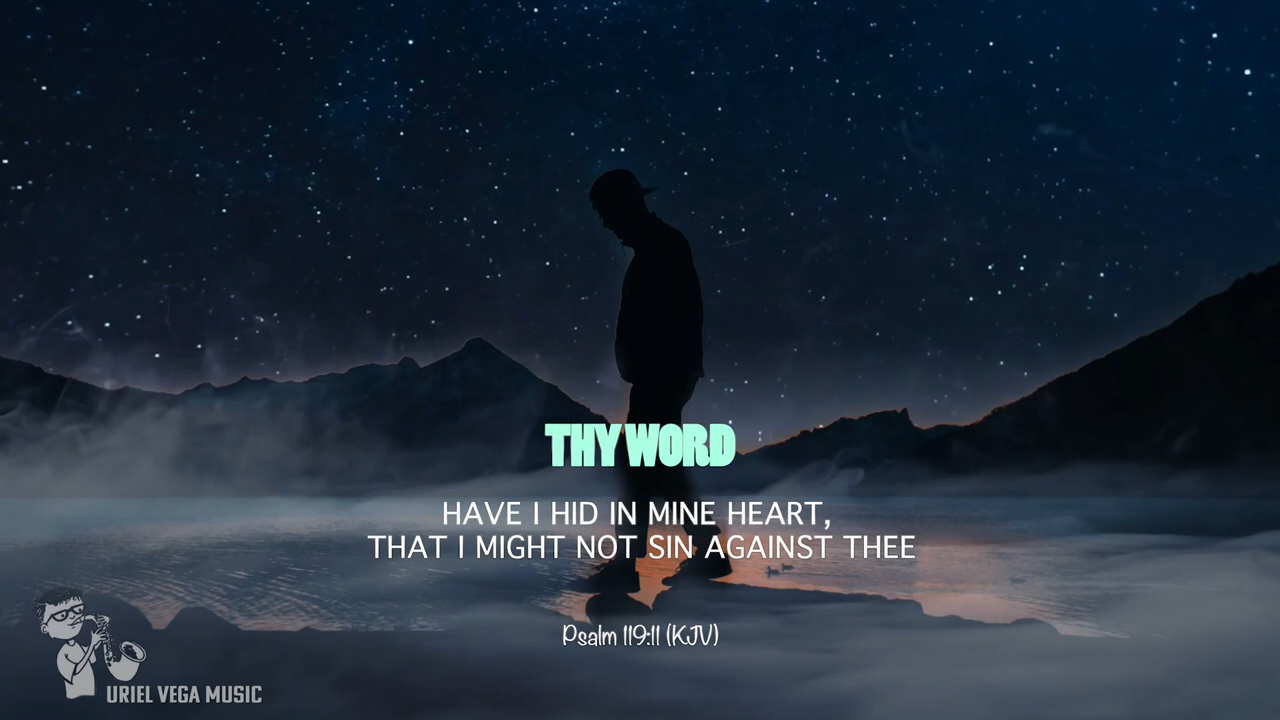 THY WORD
HAVE I HID IN MINE HEART,
THAT I MIGHT NOT SIN AGAINST THEE
Psalm 119:11 (KJV)
URIEL VEGA MUSIC